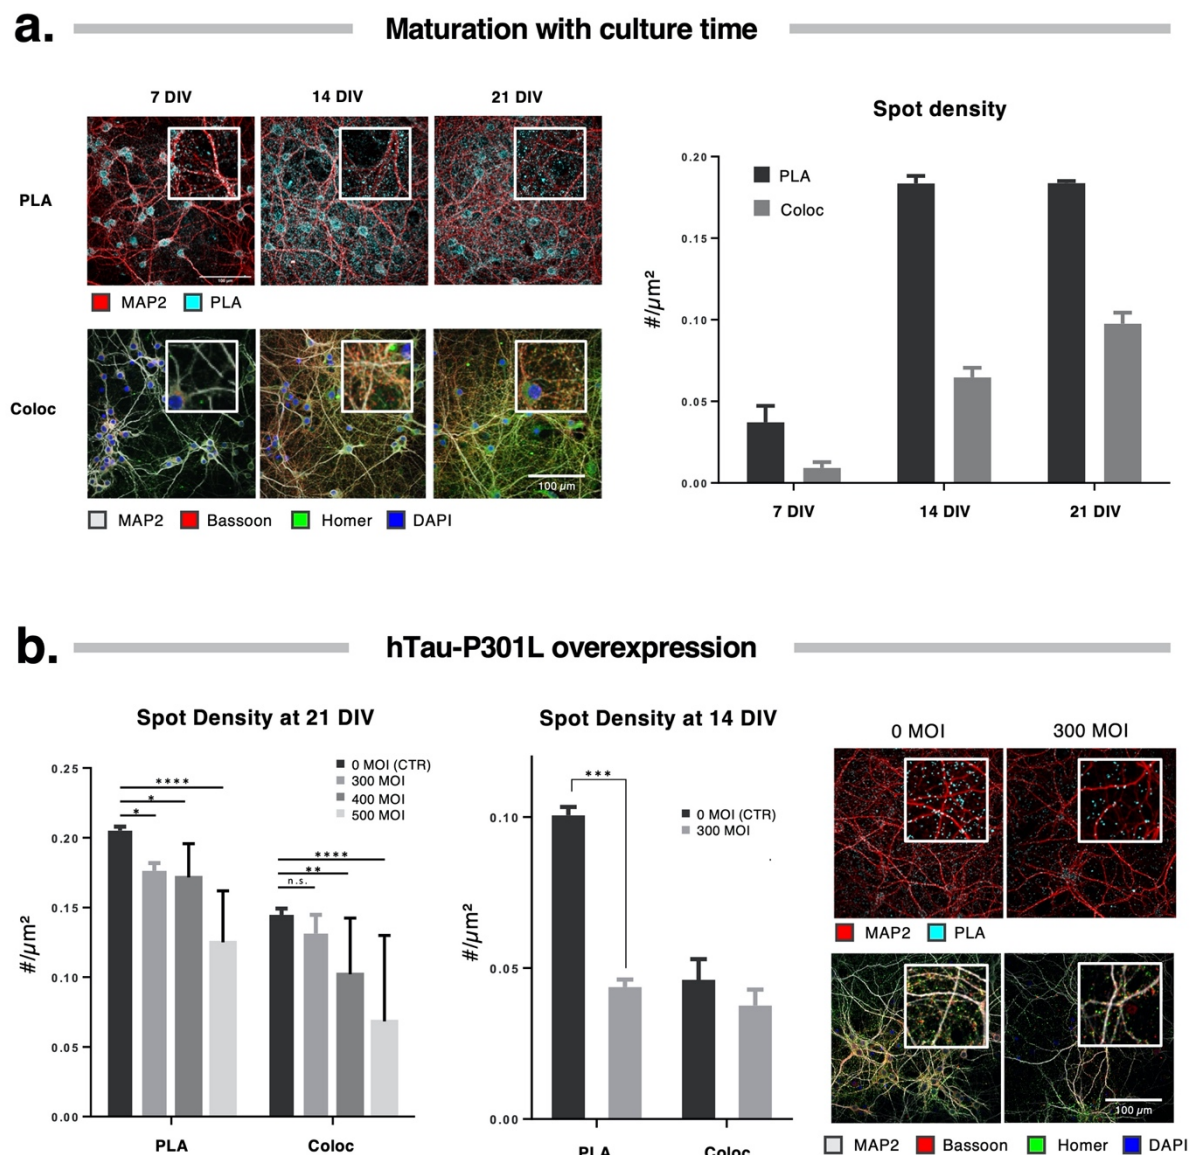 a.
Maturation with culture time
7 DIV
14 DIV
21 DIV
PLA
MAP2
PLA
Coloc
100 µm
MAP2
Bassoon
Homer
DAPI
Spot density
0.20
PLA
Coloc
0.15
#/µm²
0.10
0.05
0.00
7 DIV
14 DIV
21 DIV
b.
hTau-P301L overexpression
Spot Density at 21 DIV
0 MOI (CTR)
300 MOI
400 MOI
500 MOI
0.25
****
*
*
0.20
****
**
n.s.
0.15
#/µm²
0.10
0.05
0.00
PLA
Coloc
Spot Density at 14 DIV
***
0 MOI (CTR)
300 MOI
0.10
#/µm²
0.05
0.00
PLA
Coloc
0 MOI
300 MOI
MAP2
PLA
100 µm
MAP2
Bassoon
Homer
DAPI